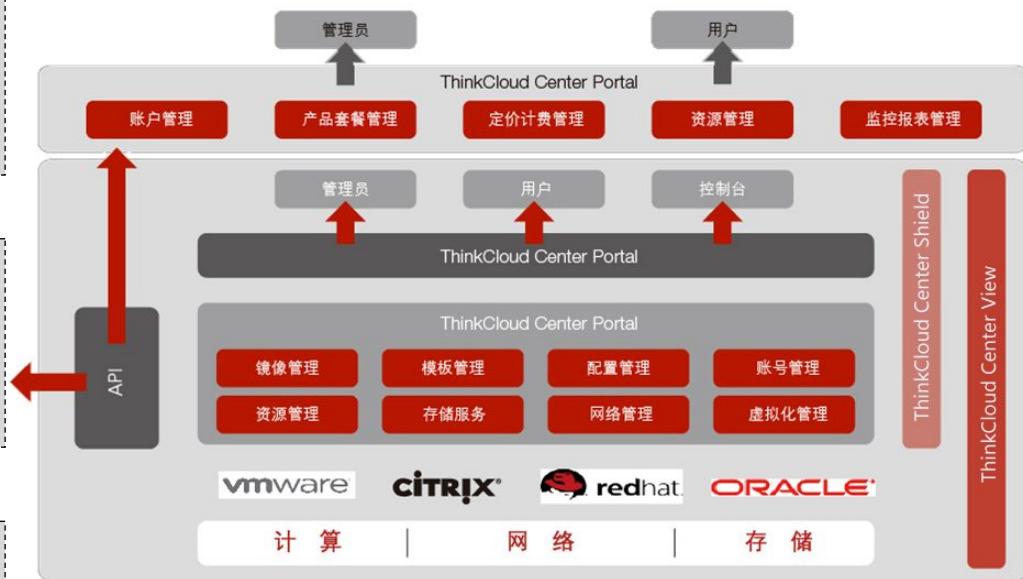 管理员 用户
ThinkCloud Center Portal
账户管理 产品套餐管理 定价计费管理 资源管理 监控报表管理
管理员 用户 控制台
ThinkCloud Center Portal
ThinkCloud Center Portal
镜像管理 模板管理 配置管理 账号管理
资源管理 存储服务 网络管理 虚拟化管理
API
vmware CITRIX redhat. ORACLE
计 算 | 网 络 | 存 储
ThinkCloud Center Shield
ThinkCloud Center View